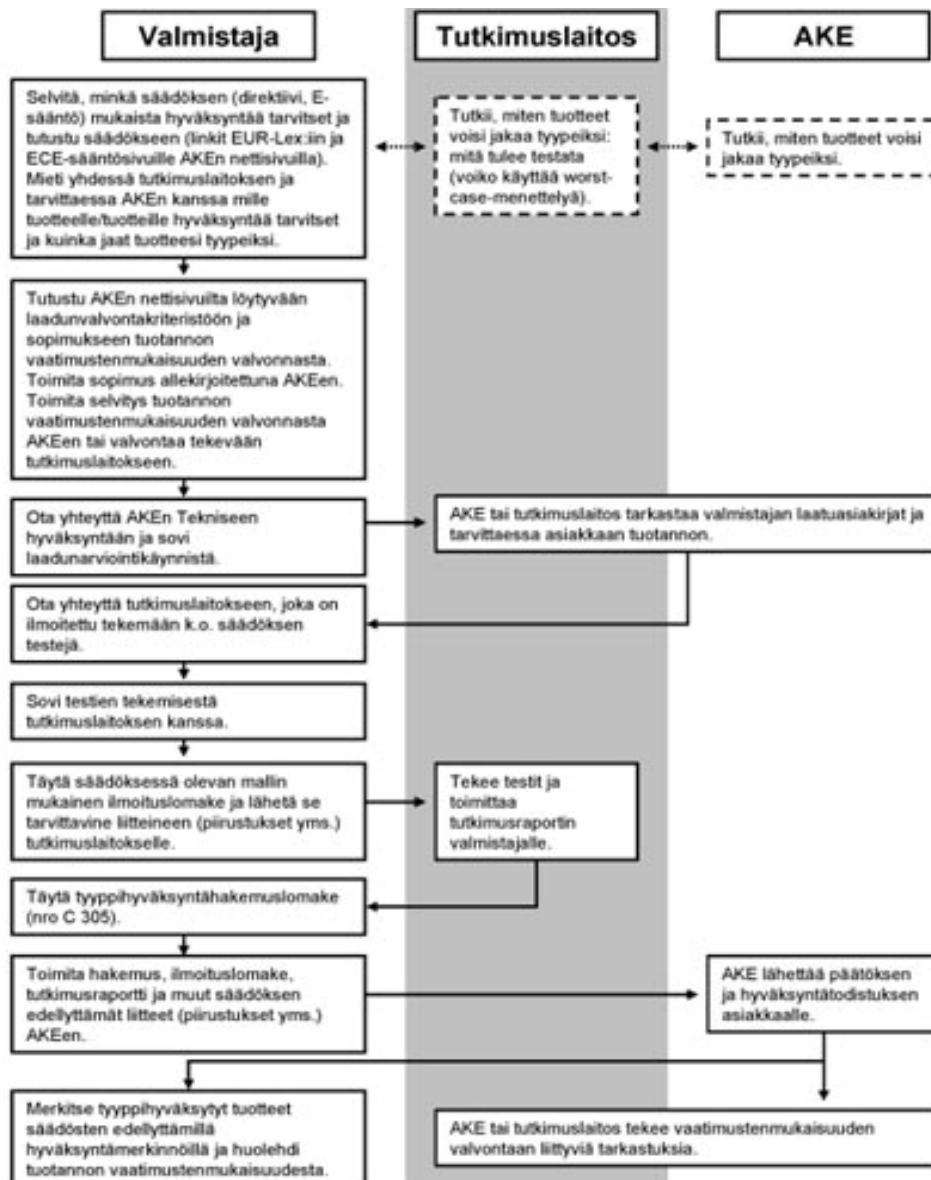 Valmistaja
Tutkimuslaitos
AKE
Selvitä, minkä säädöksen (direktiivi, E-
sääntö) mukaista hyväksyntää tarvitset ja
tutustu säädökseen (linkit EUR-Lex:iin ja
ECE-sääntösivuille AKEn nettisivuilla).
Mieti yhdessä tutkimuslaitoksen ja
tarvittaessa AKEn kanssa mille
tuotteelle/tuotteille hyväksyntää tarvitset
ja kuinka jaat tuotteesi tyypeiksi.
Tutkii, miten tuotteet
voisi jakaa tyypeiksi:
mitä tulee testata
(voiko käyttää worst-
case-menettelyä).
Tutkii, miten tuotteet voisi
jakaa tyypeiksi.
Tutustu AKEn nettisivuilta löytyvään
laadunvalvontakriteristöön ja
sopimukseen tuotannon
vaatimustenmukaisuuden valvonnasta.
Toimita sopimus allekirjoitettuna AKEen.
Toimita selvitys tuotannon
vaatimustenmukaisuuden valvonnasta
AKEen tai valvontaa tekevään
tutkimuslaitokseen.
Ota yhteyttä AKEn Tekniseen
hyväksyntään ja sovi
laadunarviointikäynnistä.
AKE tai tutkimuslaitos tarkastaa valmistajan laatuasiakirjat ja
tarvittaessa asiakkaan tuotannon.
Ota yhteyttä tutkimuslaitokseen, joka on
ilmoitettu tekemään k.o. säädöksen
testejä.
Sovi testien tekemisestä
tutkimuslaitoksen kanssa.
Täytä säädöksessä olevan mallin
mukainen ilmoituslomake ja lähetä se
tarvittavine liitteineen (piirustukset yms.)
tutkimuslaitokselle.
Tekee testit ja
toimittaa
tutkimusraportin
valmistajalle.
Täytä tyyppihyväksyntähakemuslomake
(nro C 305).
Toimita hakemus, ilmoituslomake,
tutkimusraportti ja muut säädöksen
edellyttämät liitteet (piirustukset yms.)
AKEen.
AKE lähettää päätöksen
ja hyväksyntätodistuksen
asiakkaalle.
Merkitse tyyppihyväksytyt tuotteet
säädösten edellyttämillä
hyväksyntämerkinnöillä ja huolehdi
tuotannon vaatimustenmukaisuudesta.
AKE tai tutkimuslaitos tekee vaatimustenmukaisuuden
valvontaan liittyviä tarkastuksia.